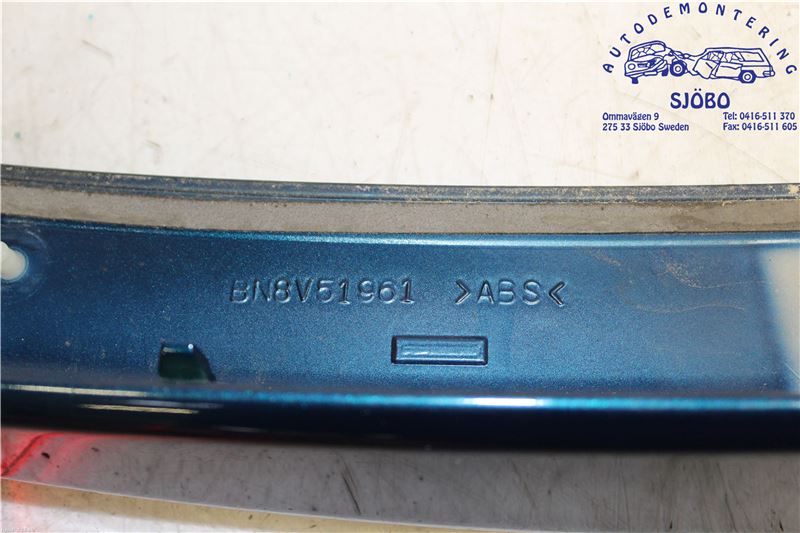 AUTODEMONTERING
SJÖBO
Ommavägen 9 Tel: 0416-511 370
275 33 Sjöbo Sweden Fax: 0416-511 605
BN8V51961 >ABS<